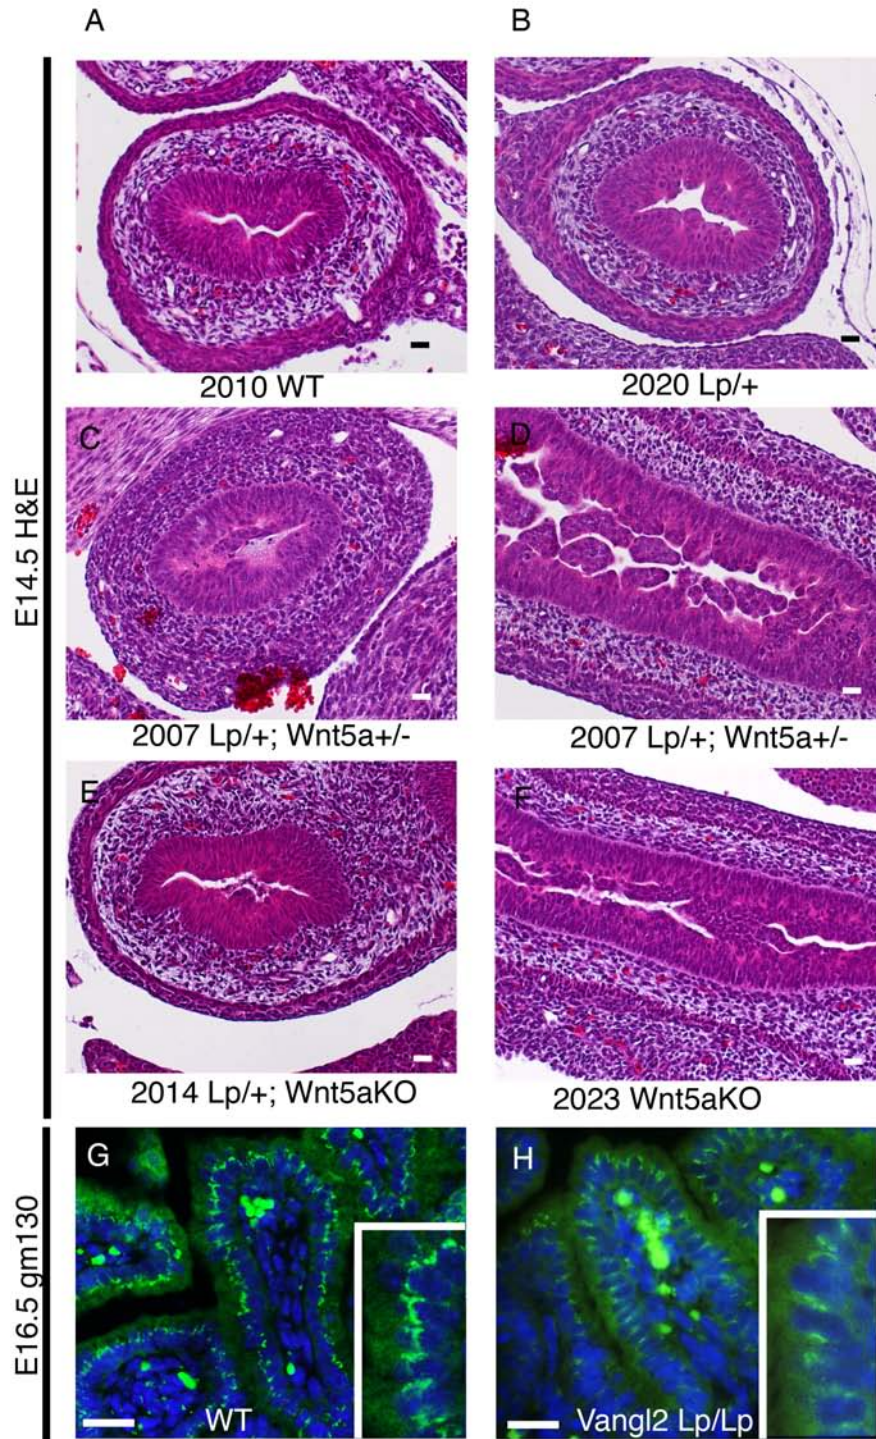 A
B
2010 WT
2020 Lp/+
C
D
E14.5 H&E
2007 Lp/+; Wnt5a+/-
2007 Lp/+; Wnt5a+/-
E
F
2014 Lp/+; Wnt5aKO
2023 Wnt5aKO
G
H
E16.5 gm130
WT
Vangl2 Lp/Lp